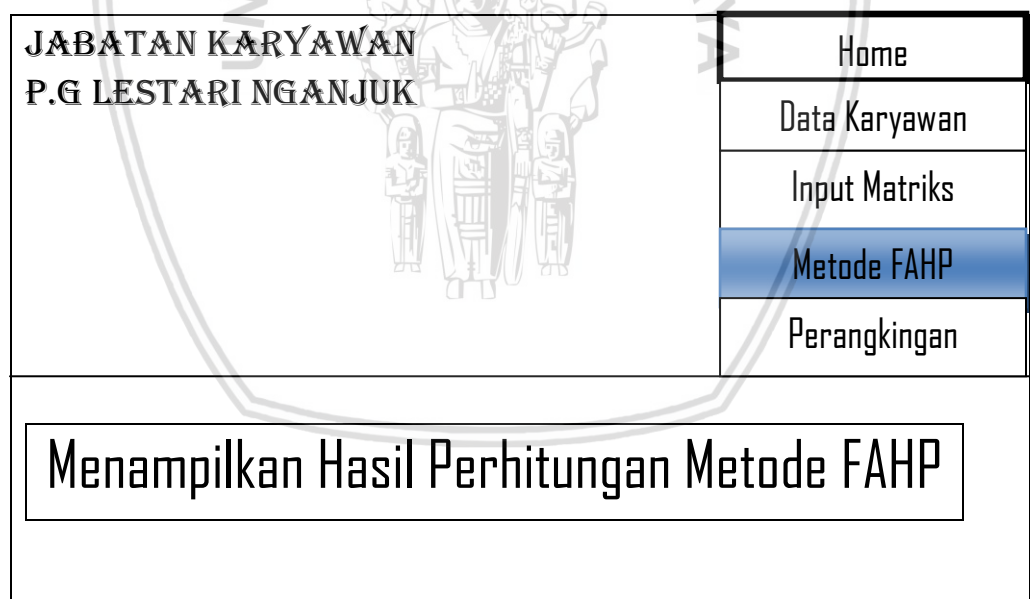 JABATAN KARYAWAN
P.G LESTARI NGANJUK
Home
Data Karyawan
Input Matriks
Metode FAHP
Perangkingan
Menampilkan Hasil Perhitungan Metode FAHP